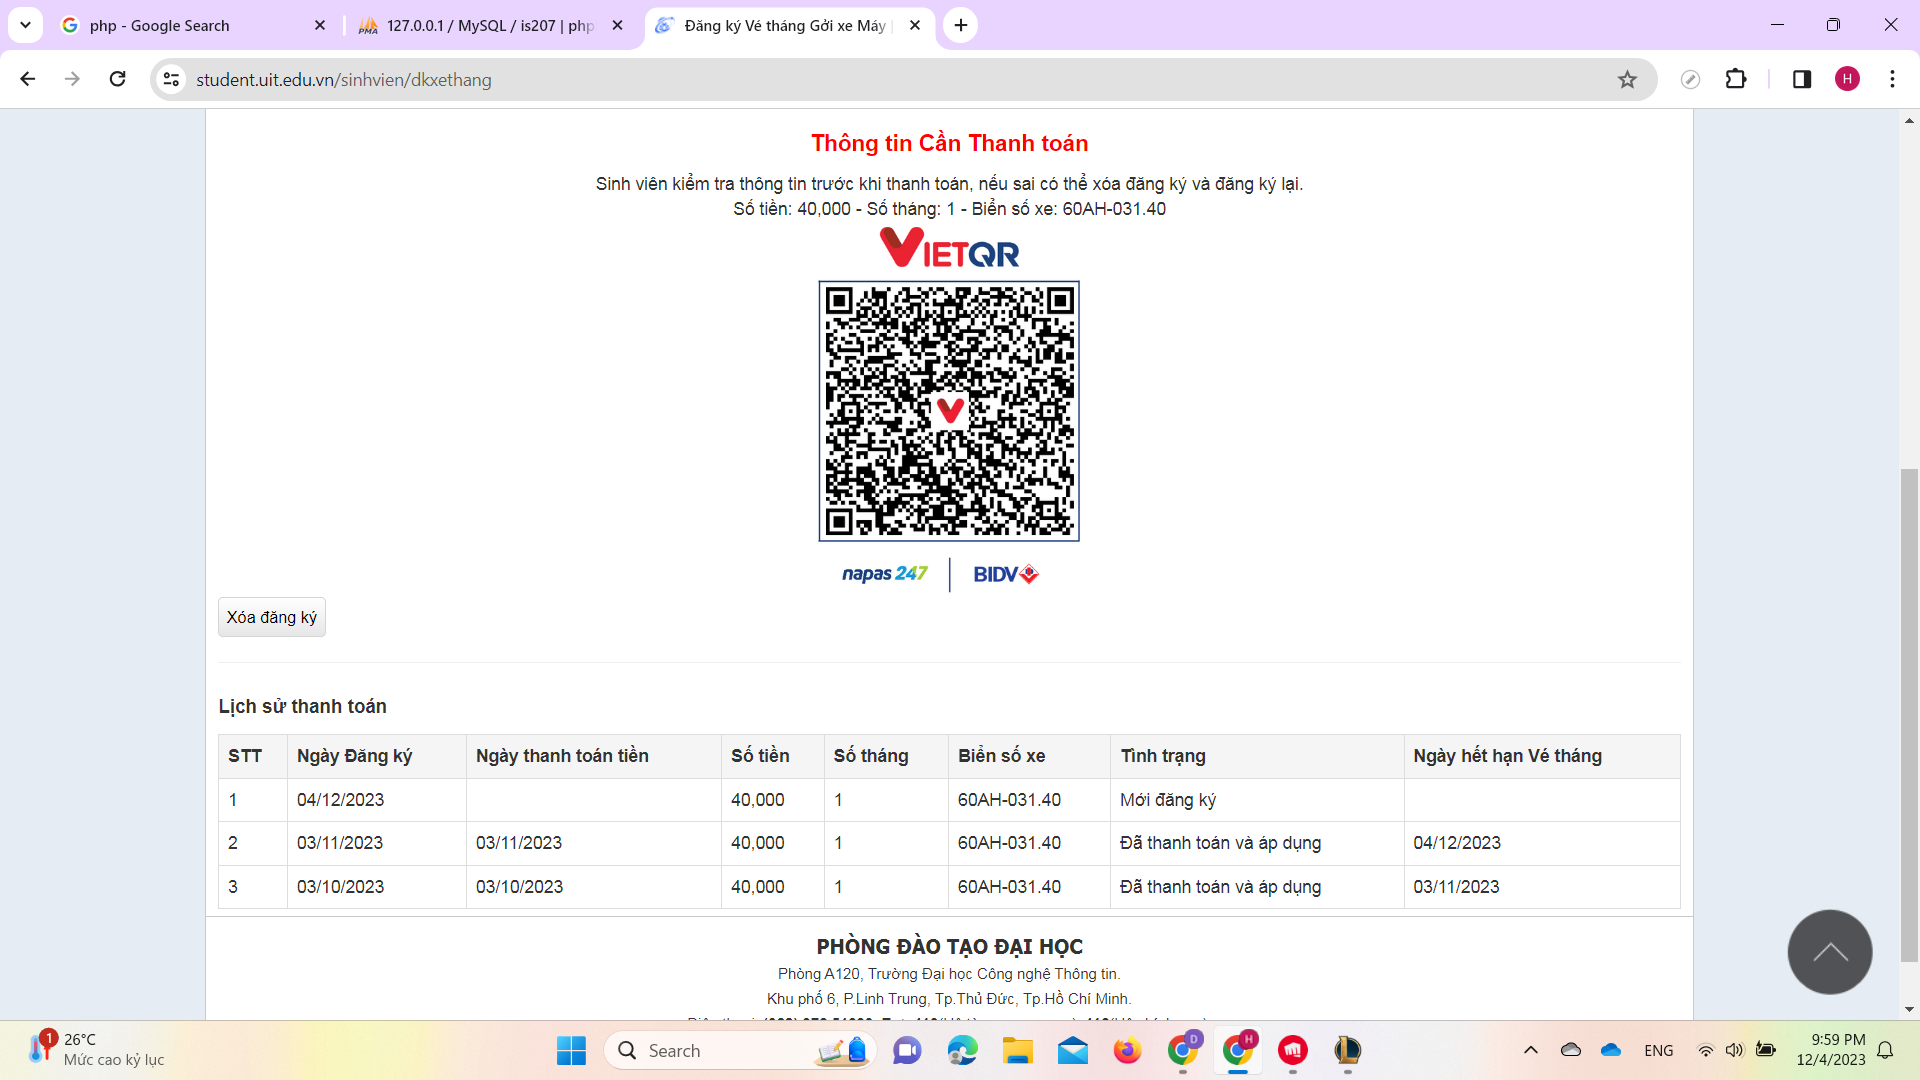 php - Google Search
127.0.0.1 / MySQL / is207 | php
Đăng ký Vé tháng Gởi xe Máy |
student.uit.edu.vn/sinhvien/dkxethang
H
Thông tin Cần Thanh toán
Sinh viên kiểm tra thông tin trước khi thanh toán, nếu sai có thể xóa đăng ký và đăng ký lại.
Số tiền: 40,000 - Số tháng: 1 - Biển số xe: 60AH-031.40
VIETQR
napas 247
BIDV
Xóa đăng ký
Lịch sử thanh toán
STT Ngày Đăng ký Ngày thanh toán tiền Số tiền Số tháng Biển số xe Tình trạng Ngày hết hạn Vé tháng
1 04/12/2023 40,000 1 60AH-031.40 Mới đăng ký
2 03/11/2023 03/11/2023 40,000 1 60AH-031.40 Đã thanh toán và áp dụng 04/12/2023
3 03/10/2023 03/10/2023 40,000 1 60AH-031.40 Đã thanh toán và áp dụng 03/11/2023
PHÒNG ĐÀO TẠO ĐẠI HỌC
Phòng A120, Trường Đại học Công nghệ Thông tin.
Khu phố 6, P.Linh Trung, Tp.Thủ Đức, Tp.Hồ Chí Minh.
1
26°C
Mức cao kỷ lục
Search
D
H
ENG
9:59 PM
12/4/2023